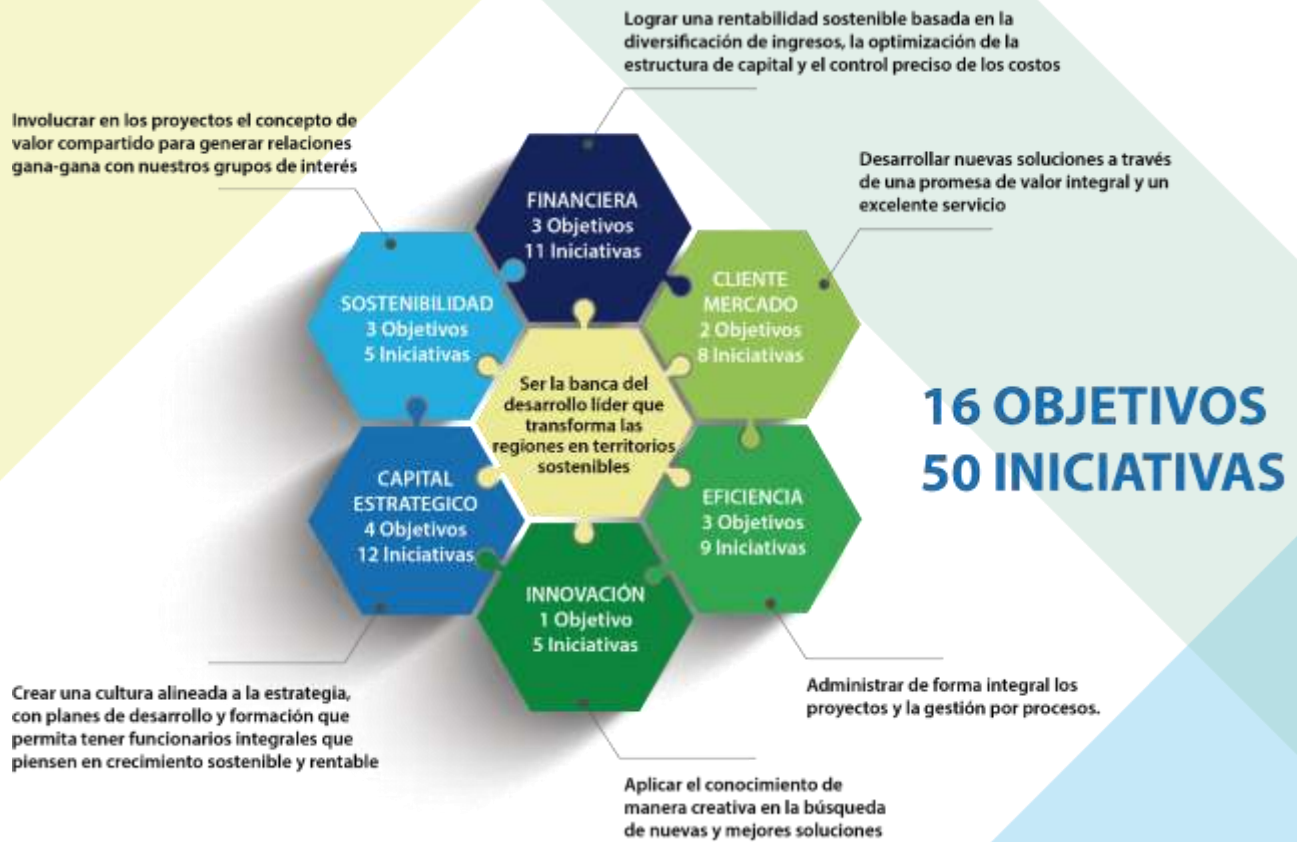 Lograr una rentabilidad sostenible basada en la
diversificación de ingresos, la optimización de la
estructura de capital y el control preciso de los costos
Involucrar en los proyectos el concepto de
valor compartido para generar relaciones
gana-gana con nuestros grupos de interés
Desarrollar nuevas soluciones a través
de una promesa de valor integral y un
excelente servicio
FINANCIERA
3 Objetivos
11 Iniciativas
CLIENTE
MERCADO
2 Objetivos
8 Iniciativas
SOSTENIBILIDAD
3 Objetivos
5 Iniciativas
Ser la banca del
desarrollo líder que
transforma las
regiones en territorios
sostenibles
16 OBJETIVOS
50 INICIATIVAS
CAPITAL
ESTRATEGICO
4 Objetivos
12 Iniciativas
EFICIENCIA
3 Objetivos
9 Iniciativas
INNOVACIÓN
1 Objetivo
5 Iniciativas
Crear una cultura alineada a la estrategia,
con planes de desarrollo y formación que
permita tener funcionarios integrales que
piensen en crecimiento sostenible y rentable
Administrar de forma integral los
proyectos y la gestión por procesos.
Aplicar el conocimiento de
manera creativa en la búsqueda
de nuevas y mejores soluciones